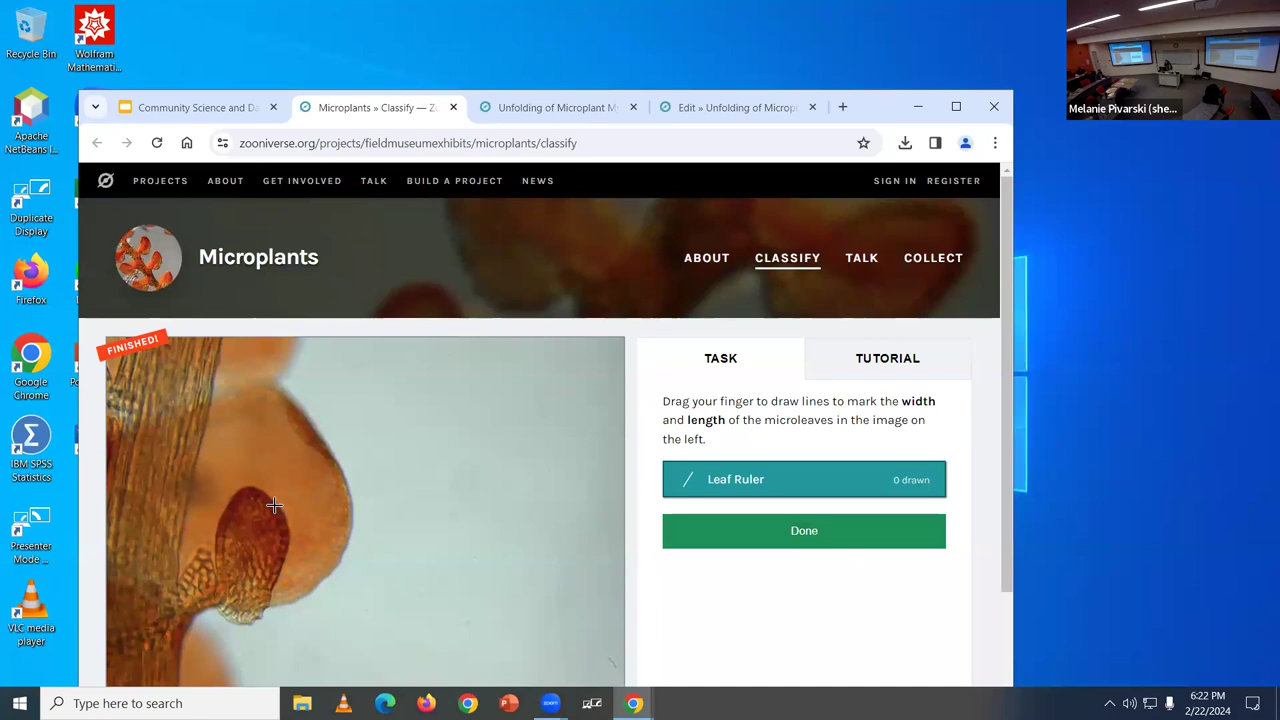 Recycle Bin
Wolfram
Mathemati...
Apache
NetBeans I...
Duplicate
Display
Firefox
Google
Chrome
IBM SPSS
Statistics
Presenter
Mode ...
VLC media
player
Community Science and Da
Microplants » Classify — Zo
Unfolding of Microplant My
Edit » Unfolding of Microp
zooniverse.org/projects/fieldmuseumexhibits/microplants/classify
PROJECTS ABOUT GET INVOLVED TALK BUILD A PROJECT NEWS SIGN IN REGISTER
Microplants
ABOUT CLASSIFY TALK COLLECT
FINISHED!
TASK TUTORIAL
Drag your finger to draw lines to mark the width
and length of the microleaves in the image on
the left.
Leaf Ruler 0 drawn
Done
Type here to search
zoom
6:22 PM
2/22/2024
Melanie Pivarski (she...